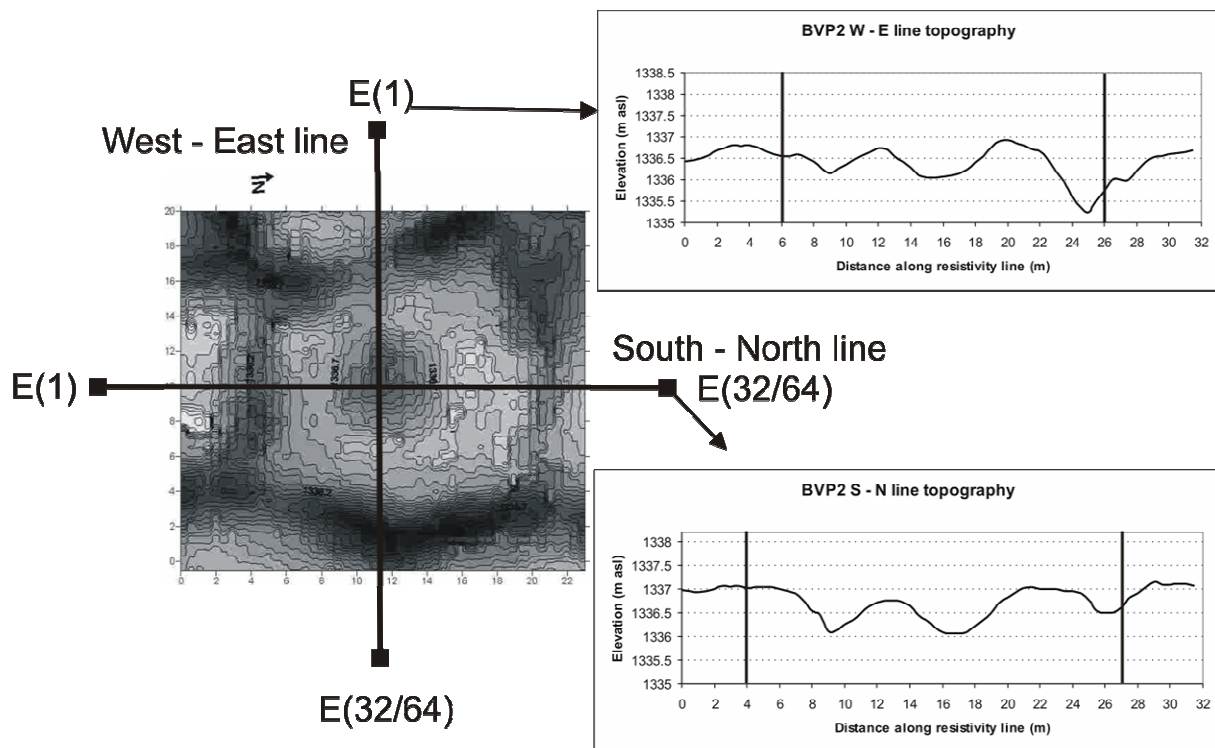 E(1)
West - East line
N
20
18
16
14
12
10
8
6
4
2
0
0 2 4 6 8 10 12 14 16 18 20 22
1336.7
1336.2
E(1)
E(32/64)
South - North line
E(32/64)
BVP2 W - E line topography
Elevation (m asl)
1338.5
1338
1337.5
1337
1336.5
1336
1335.5
1335
0 2 4 6 8 10 12 14 16 18 20 22 24 26 28 30 32
Distance along resistivity line (m)
BVP2 S - N line topography
Elevation (m asl)
1338
1337.5
1337
1336.5
1336
1335.5
1335
0 2 4 6 8 10 12 14 16 18 20 22 24 26 28 30 32
Distance along resistivity line (m)